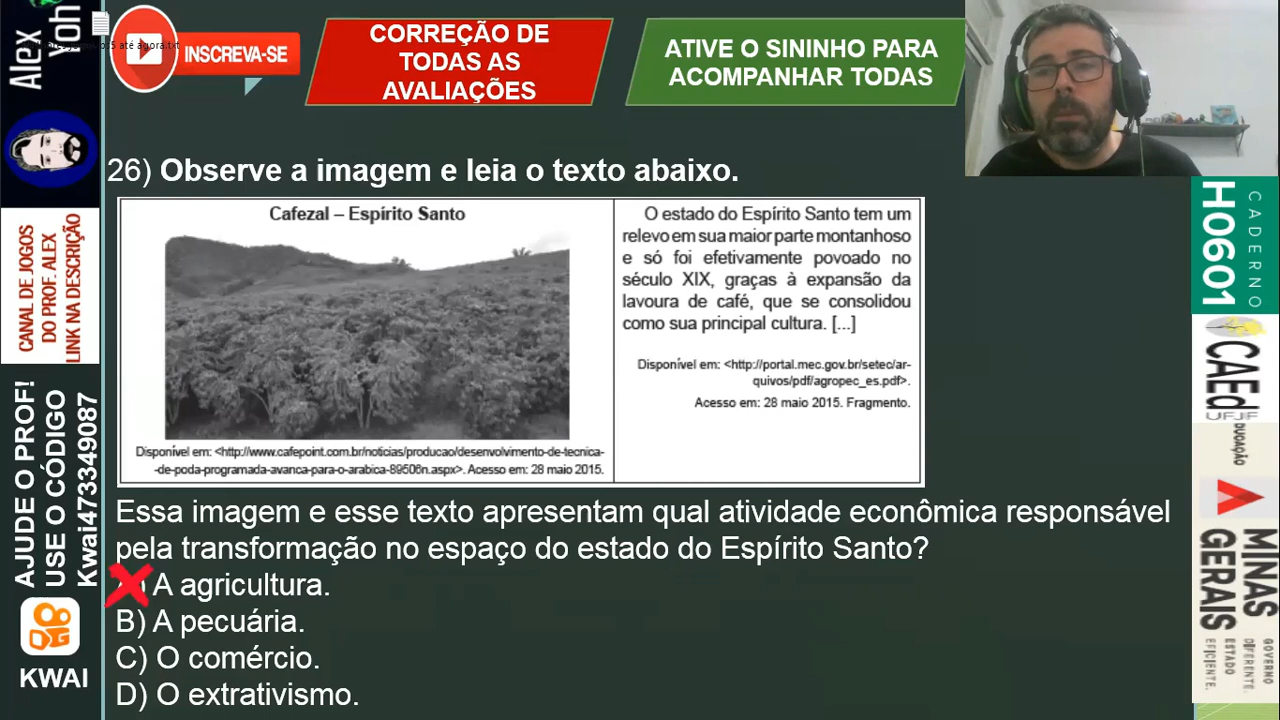 Alex
Yoh
os5 até agora.txt
INSCREVA-SE
CORREÇÃO DE
TODAS AS
AVALIAÇÕES
ATIVE O SININHO PARA
ACOMPANHAR TODAS
26) Observe a imagem e leia o texto abaixo.
Cafezal – Espírito Santo
Disponível em: <http://www.cafepoint.com.br/noticias/producao/desenvolvimento-de-tecnica-
-de-poda-programada-avanca-para-o-arabica-89506n.aspx>. Acesso em: 28 maio 2015.
O estado do Espírito Santo tem um
relevo em sua maior parte montanhoso
e só foi efetivamente povoado no
século XIX, graças à expansão da
lavoura de café, que se consolidou
como sua principal cultura. [...]
Disponível em: <http://portal.mec.gov.br/setec/ar-
quivos/pdf/agropec_es.pdf>.
Acesso em: 28 maio 2015. Fragmento.
Essa imagem e esse texto apresentam qual atividade econômica responsável
pela transformação no espaço do estado do Espírito Santo?
A agricultura.
B) A pecuária.
C) O comércio.
D) O extrativismo.
CANAL DE JOGOS
DO PROF. ALEX
LINK NA DESCRIÇÃO
AJUDE O PROF!
USE O CÓDIGO
Kwai473349087
KWAI
CADERNO
H0601
CAEd
UFJF
MINAS
GERAIS
GOVERNO
DIFERENTE.
ESTADO
EFICIENTE.